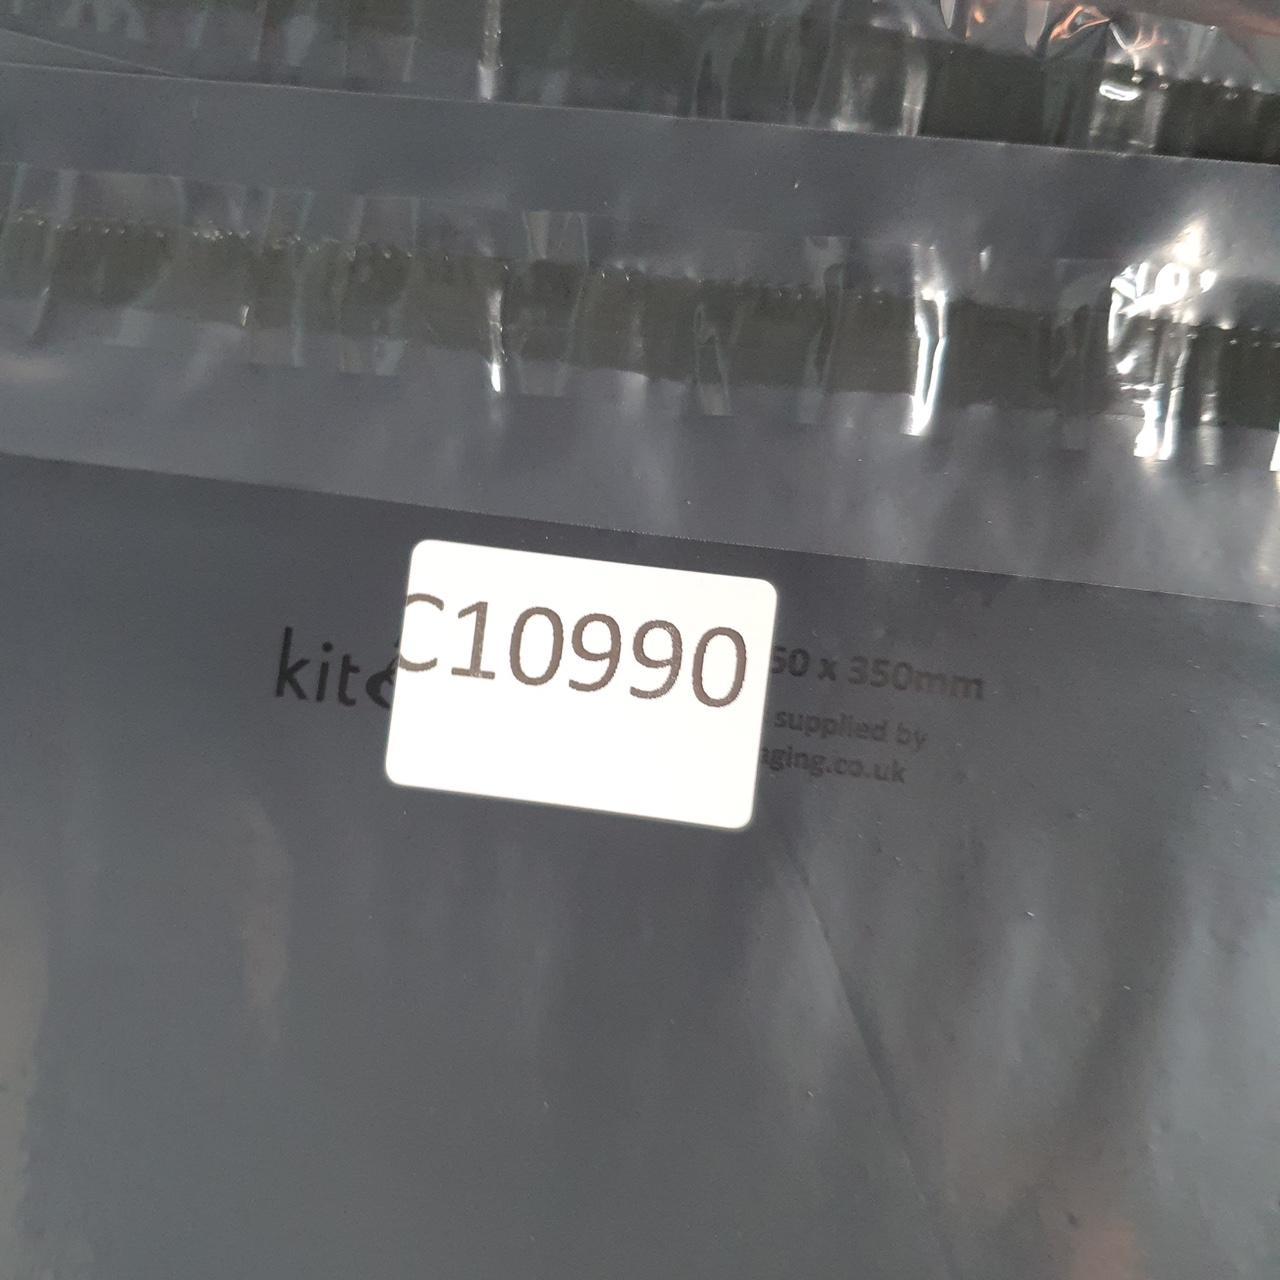 C10990
50 x 350mm
supplied by
aging.co.uk
kit